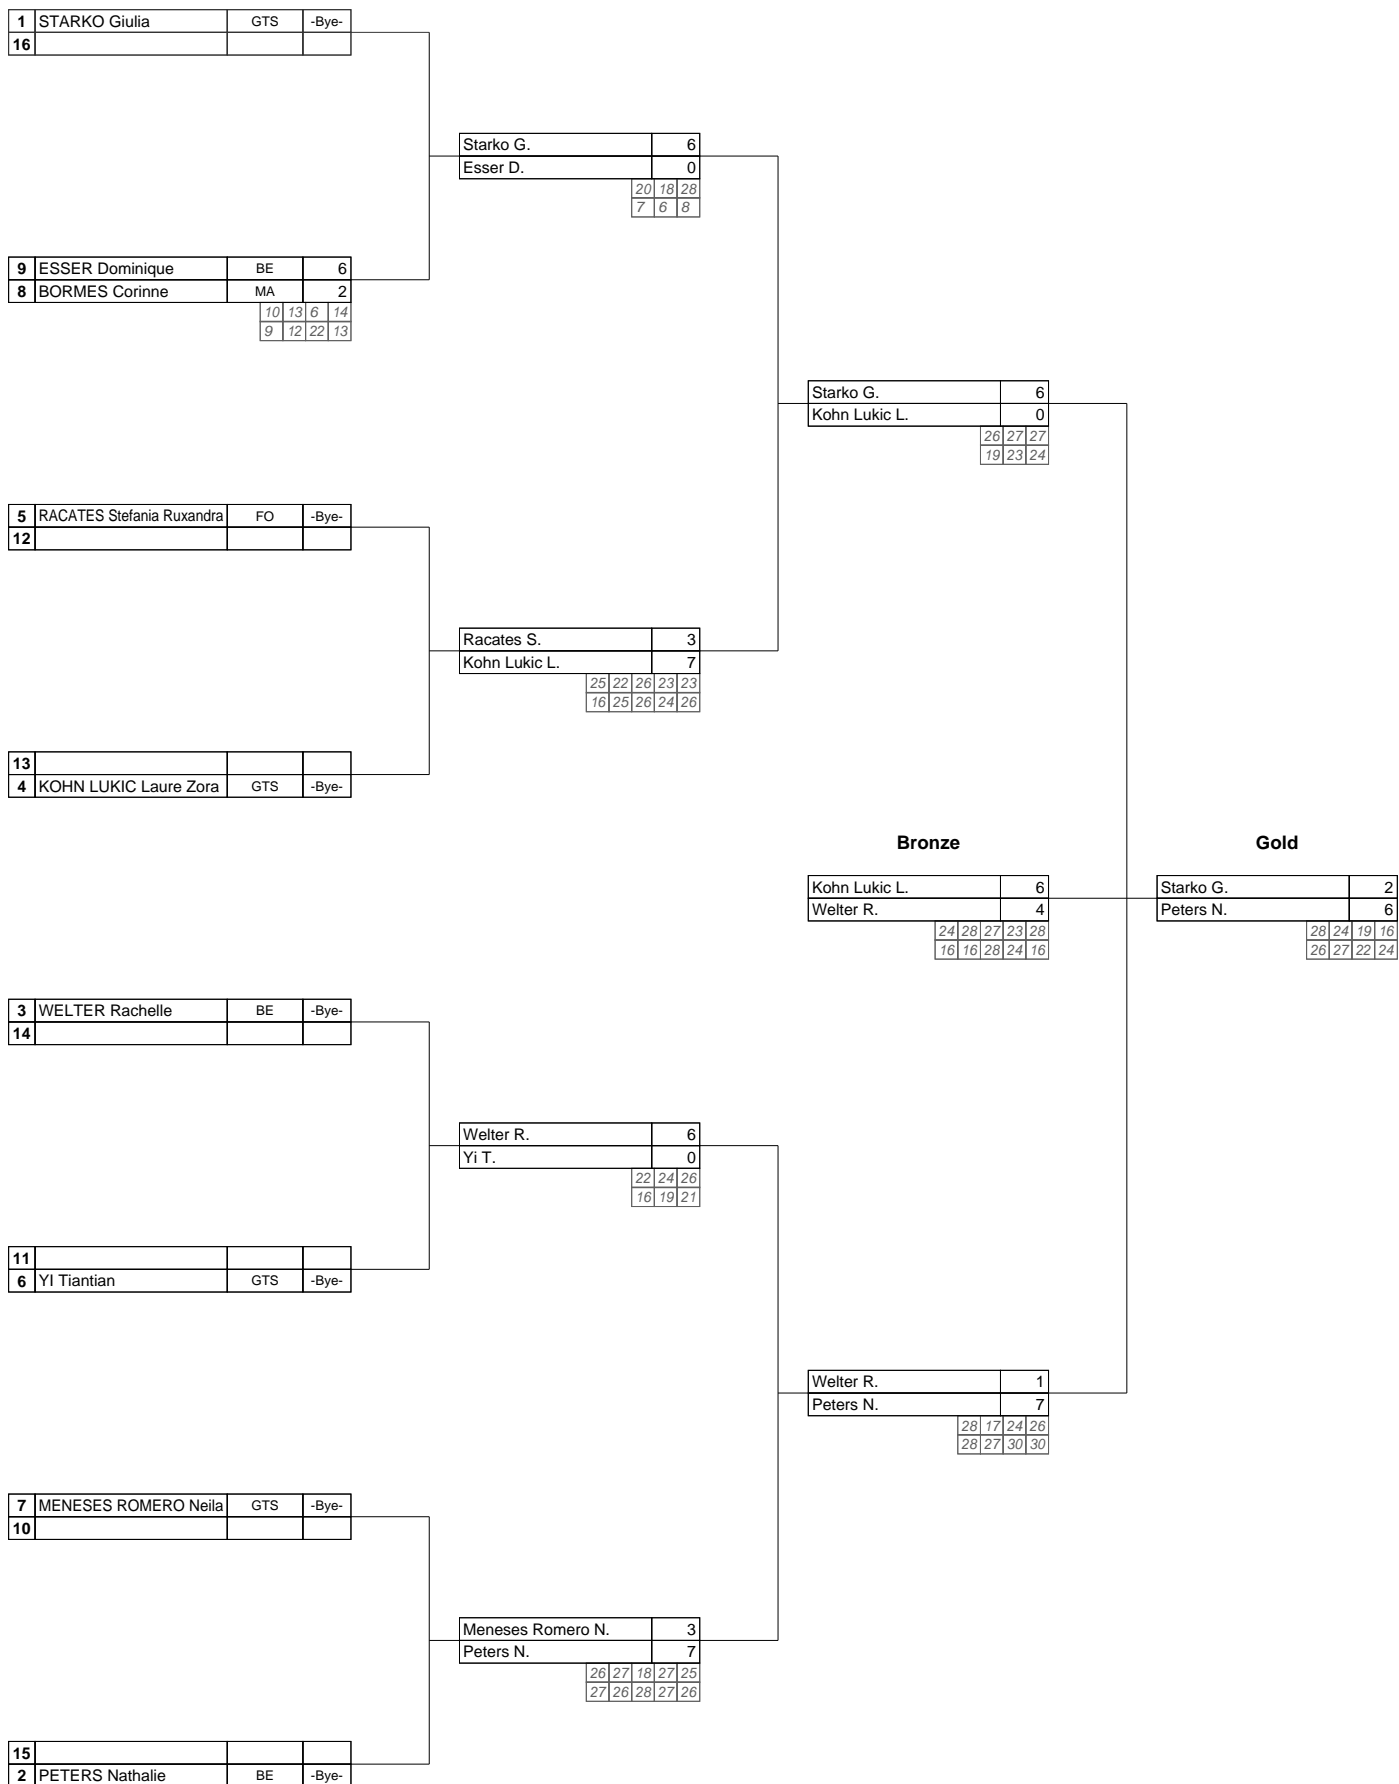 1 STARKO Giulia GTS -Bye-
16
Starko G. 6
Esser D. 0
20 18 28
7 6 8
9 ESSER Dominique BE 6
8 BORMES Corinne MA 2
10 13 6 14
9 12 22 13
Starko G. 6
Kohn Lukic L. 0
26 27 27
19 23 24
5 RACATES Stefania Ruxandra FO -Bye-
12
Racates S. 3
Kohn Lukic L. 7
25 22 26 23 23
16 25 26 24 26
13
4 KOHN LUKIC Laure Zora GTS -Bye-
Bronze Gold
Kohn Lukic L. 6 Starko G. 2
Welter R. 4 Peters N. 6
24 28 27 23 28 28 24 19 16
16 16 28 24 16 26 27 22 24
3 WELTER Rachelle BE -Bye-
14
Welter R. 6
Yi T. 0
22 24 26
16 19 21
11
6 YI Tiantian GTS -Bye-
Welter R. 1
Peters N. 7
28 17 24 26
28 27 30 30
7 MENESES ROMERO Neila GTS -Bye-
10
Meneses Romero N. 3
Peters N. 7
26 27 18 27 25
27 26 28 27 26
15
2 PETERS Nathalie BE -Bye-